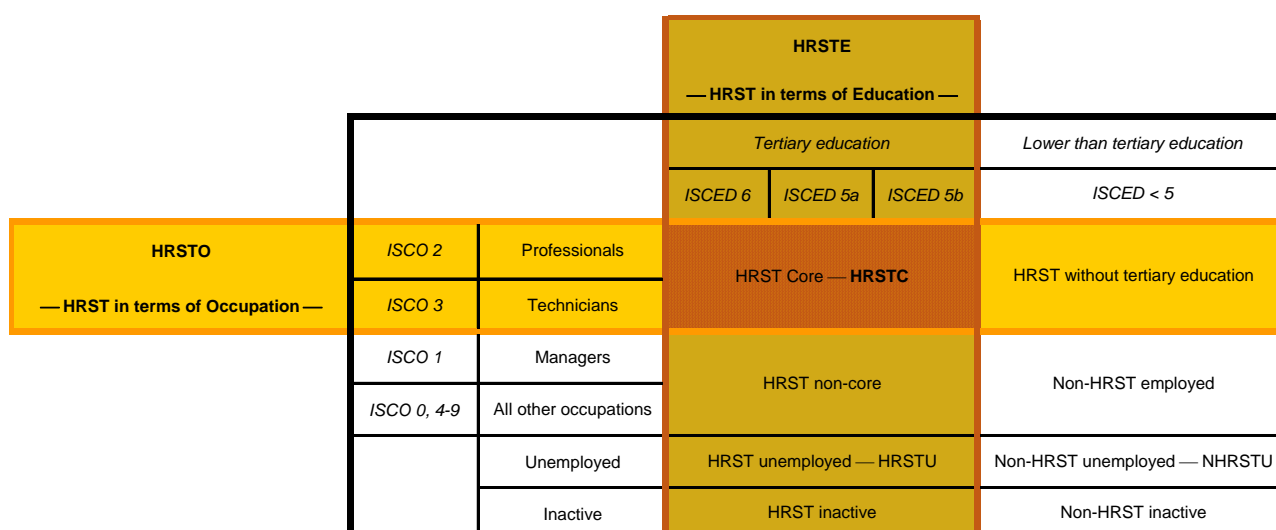 HRSTE
— HRST in terms of Education —
Tertiary education
Lower than tertiary education
ISCED 6
ISCED 5a
ISCED 5b
ISCED < 5
HRSTO
— HRST in terms of Occupation —
ISCO 2
Professionals
HRST Core — HRSTC
HRST without tertiary education
ISCO 3
Technicians
ISCO 1
Managers
HRST non-core
Non-HRST employed
ISCO 0, 4-9
All other occupations
Unemployed
HRST unemployed — HRSTU
Non-HRST unemployed — NHRSTU
Inactive
HRST inactive
Non-HRST inactive